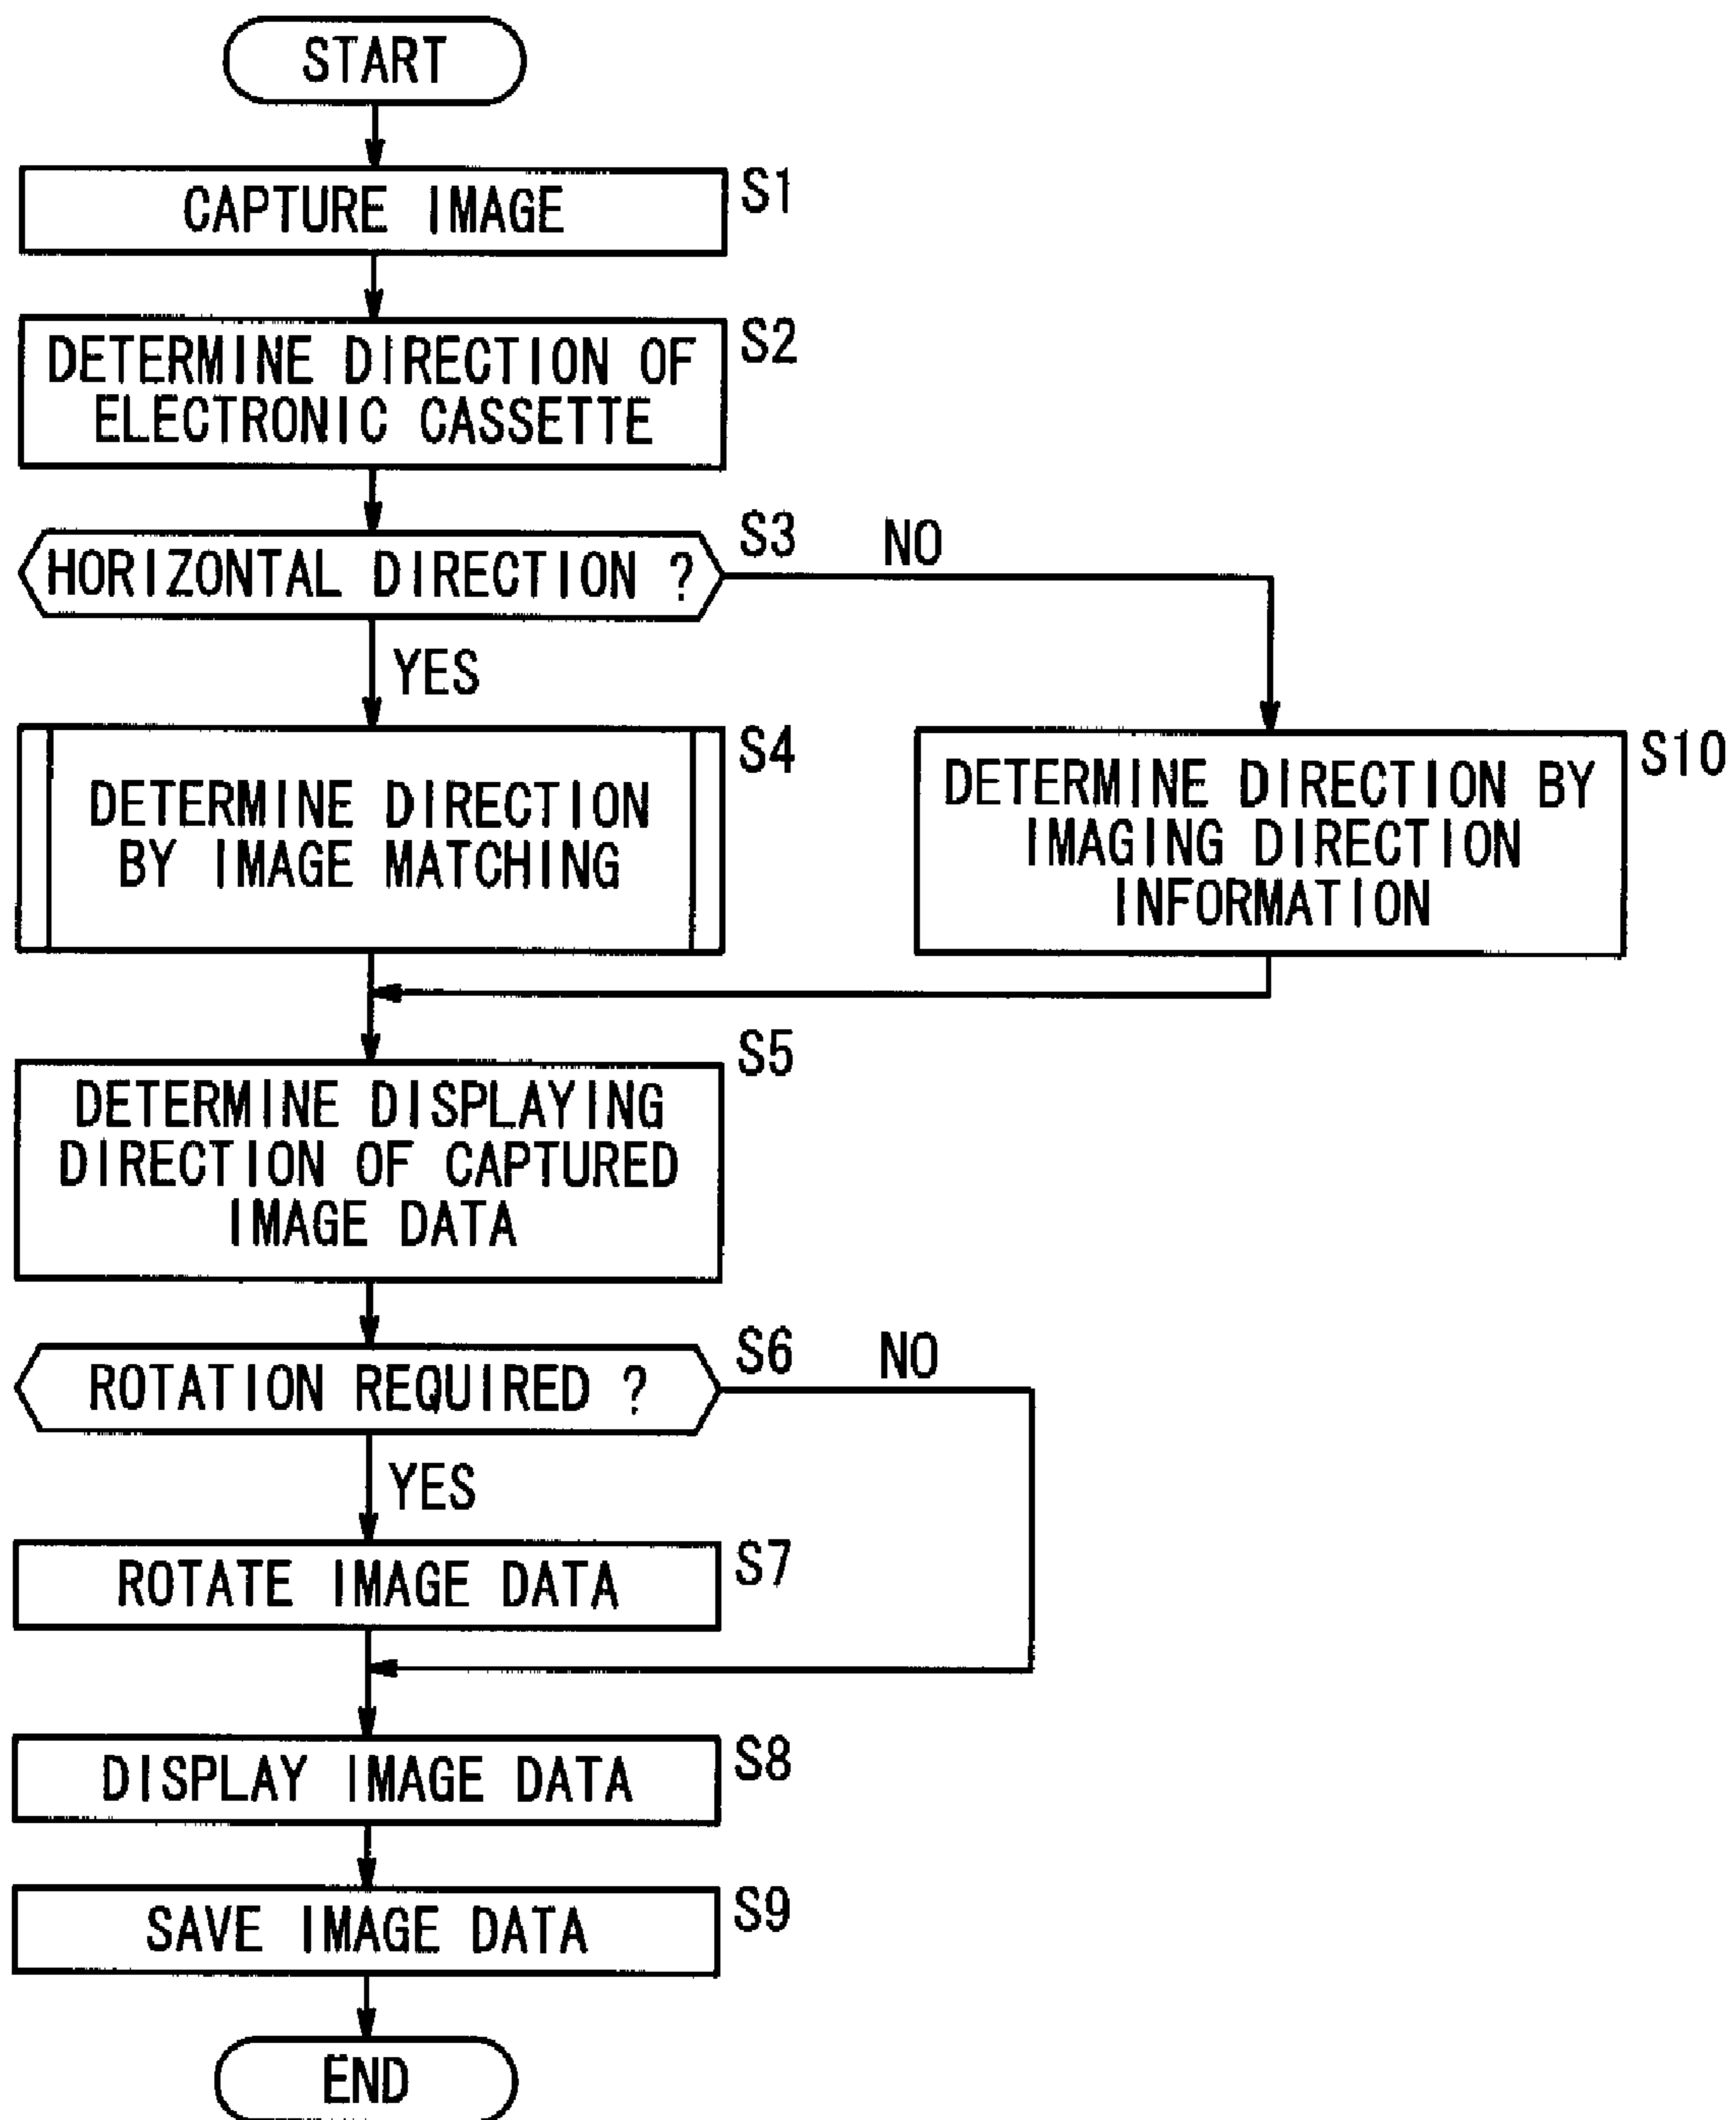 START
CAPTURE IMAGE
S1
DETERMINE DIRECTION OF
ELECTRONIC CASSETTE
S2
HORIZONTAL DIRECTION ?
S3
NO
YES
DETERMINE DIRECTION
BY IMAGE MATCHING
S4
DETERMINE DIRECTION BY
IMAGING DIRECTION
INFORMATION
S10
DETERMINE DISPLAYING
DIRECTION OF CAPTURED
IMAGE DATA
S5
ROTATION REQUIRED ?
S6
NO
YES
ROTATE IMAGE DATA
S7
DISPLAY IMAGE DATA
S8
SAVE IMAGE DATA
S9
END